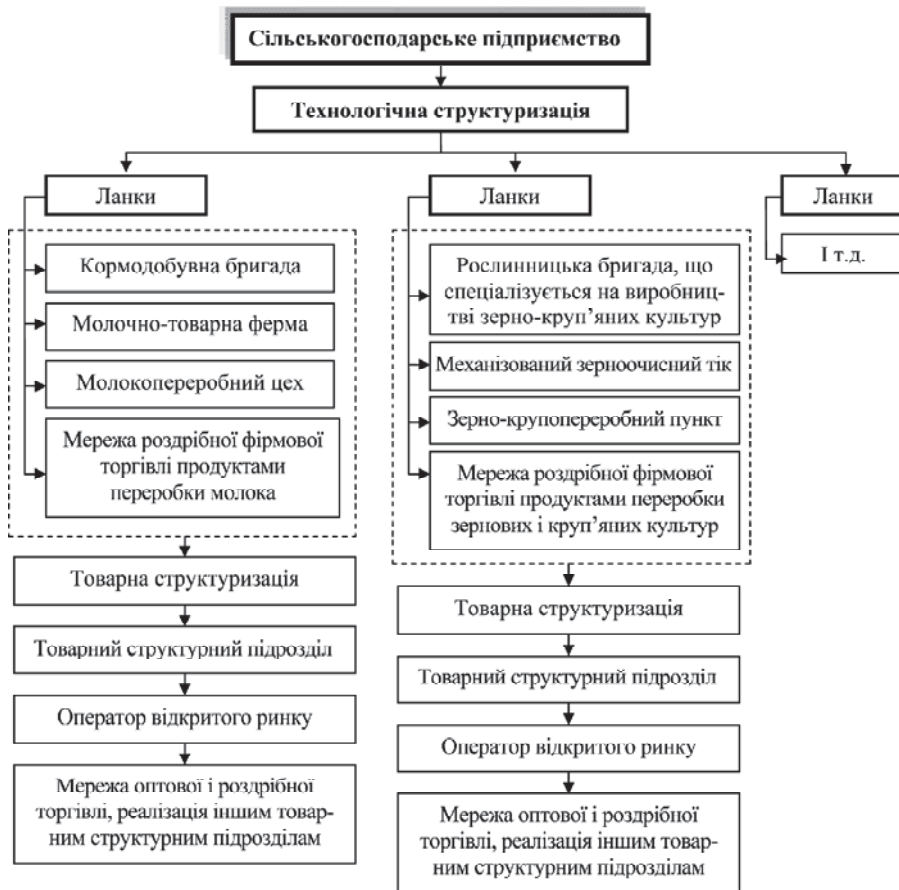 Сільськогосподарське підприємство
Технологічна структуризація
Ланки
Кормодобувна бригада
Молочно-товарна ферма
Молокопереробний цех
Мережа роздрібної фірмової
торгівлі продуктами
переробки молока
Товарна структуризація
Товарний структурний підрозділ
Оператор відкритого ринку
Мережа оптової і роздрібної
торгівлі, реалізація іншим товар-
ним структурним підрозділам
Ланки
Рослинницька бригада, що
спеціалізується на виробницт-
ві зерно-круп’яних культур
Механізований зерноочисний тік
Зерно-крупопереробний пункт
Мережа роздрібної фірмової
торгівлі продуктами переробки
зернових і круп’яних культур
Товарна структуризація
Товарний структурний підрозділ
Оператор відкритого ринку
Мережа оптової і роздрібної
торгівлі, реалізація іншим товар-
ним структурним підрозділам
Ланки
І т.д.